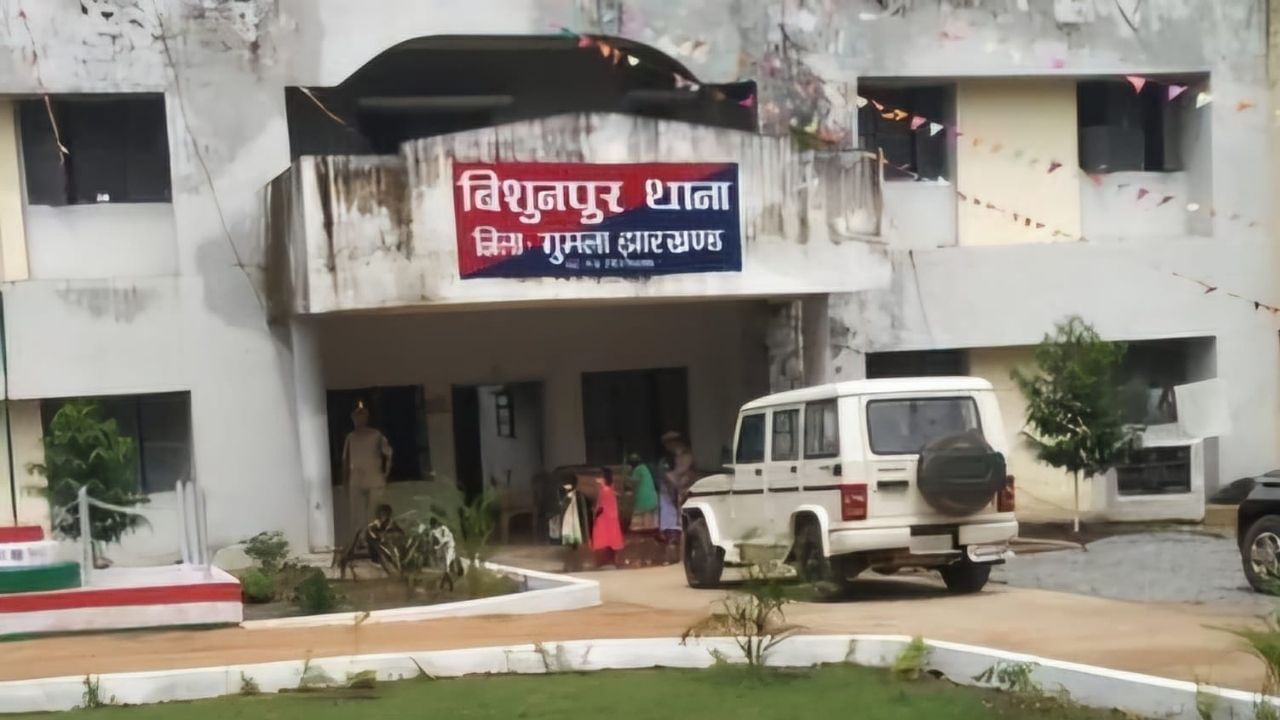 बिशुनपुर थाना
जिला गुमला झारखण्ड